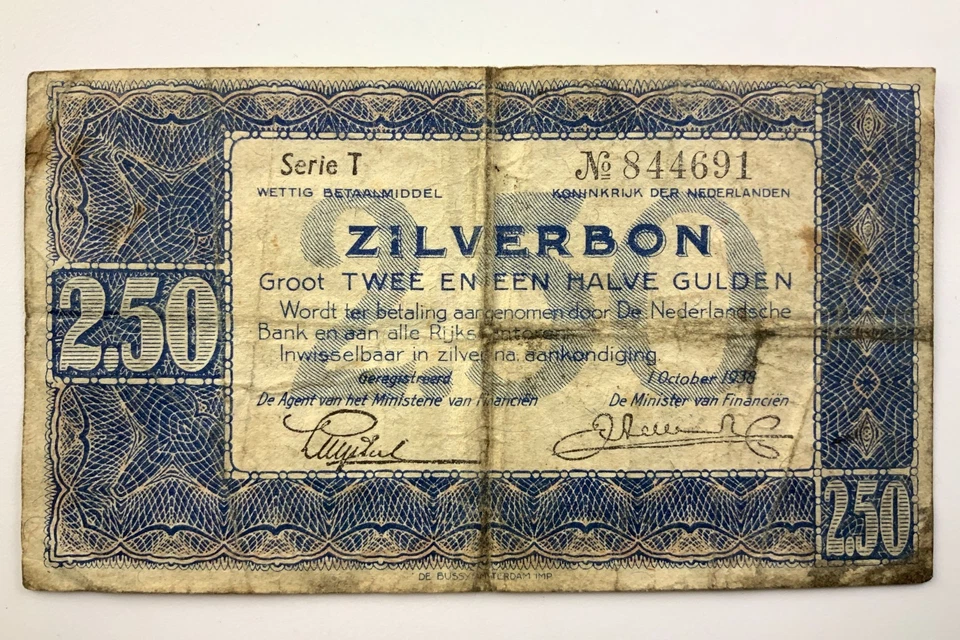 Serie T
№ 844691
WETTIG BETAALMIDDEL
KONINKRIJK DER NEDERLANDEN
2.50
ZILVERBON
Groot TWEE EN EEN HALVE GULDEN
Wordt ter betaling aangenomen door De Nederlandsche
Bank en aan alle Rijkskantoren
Inwisselbaar in zilver na aankondiging.
Geregistreerd
1 October 1938
De Agent van het Ministerie van Financiën
De Minister van Financiën
2.50
2.50
DE BUSSY AMSTERDAM IMP.